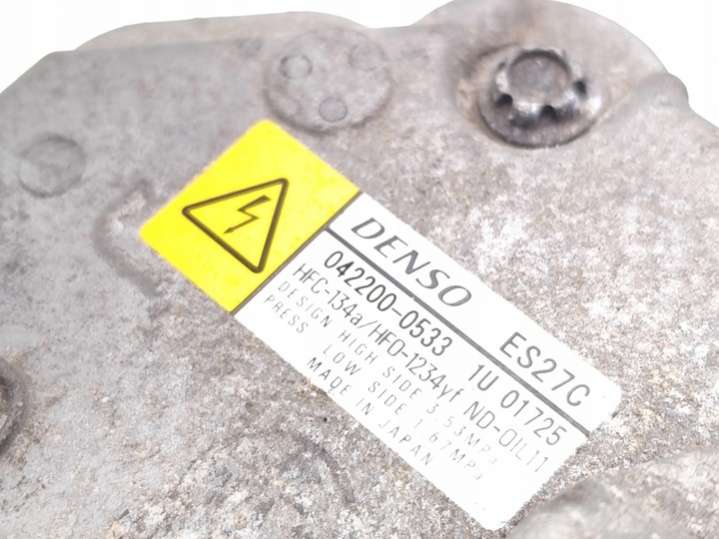 DENSO ES27C
042200-0533 1U 01725
HFC-134a/HFO-1234yf ND-OIL11
DESIGN HIGH SIDE 3.53MPa
PRESS LOW SIDE 1.67MPa
MADE IN JAPAN